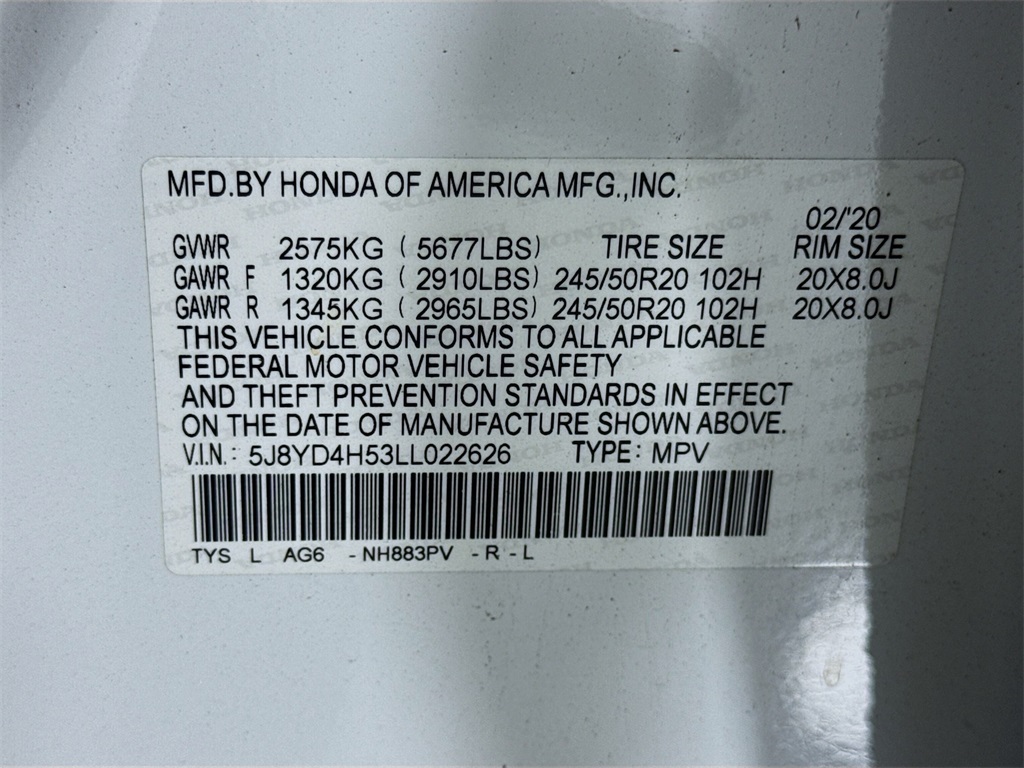 MFD.BY HONDA OF AMERICA MFG.,INC.
02/'20
GVWR 2575KG ( 5677LBS) TIRE SIZE RIM SIZE
GAWR F 1320KG ( 2910LBS) 245/50R20 102H 20X8.0J
GAWR R 1345KG ( 2965LBS) 245/50R20 102H 20X8.0J
THIS VEHICLE CONFORMS TO ALL APPLICABLE
FEDERAL MOTOR VEHICLE SAFETY
AND THEFT PREVENTION STANDARDS IN EFFECT
ON THE DATE OF MANUFACTURE SHOWN ABOVE.
V.I.N.: 5J8YD4H53LL022626 TYPE: MPV
TYS L AG6 -NH883PV -R -L